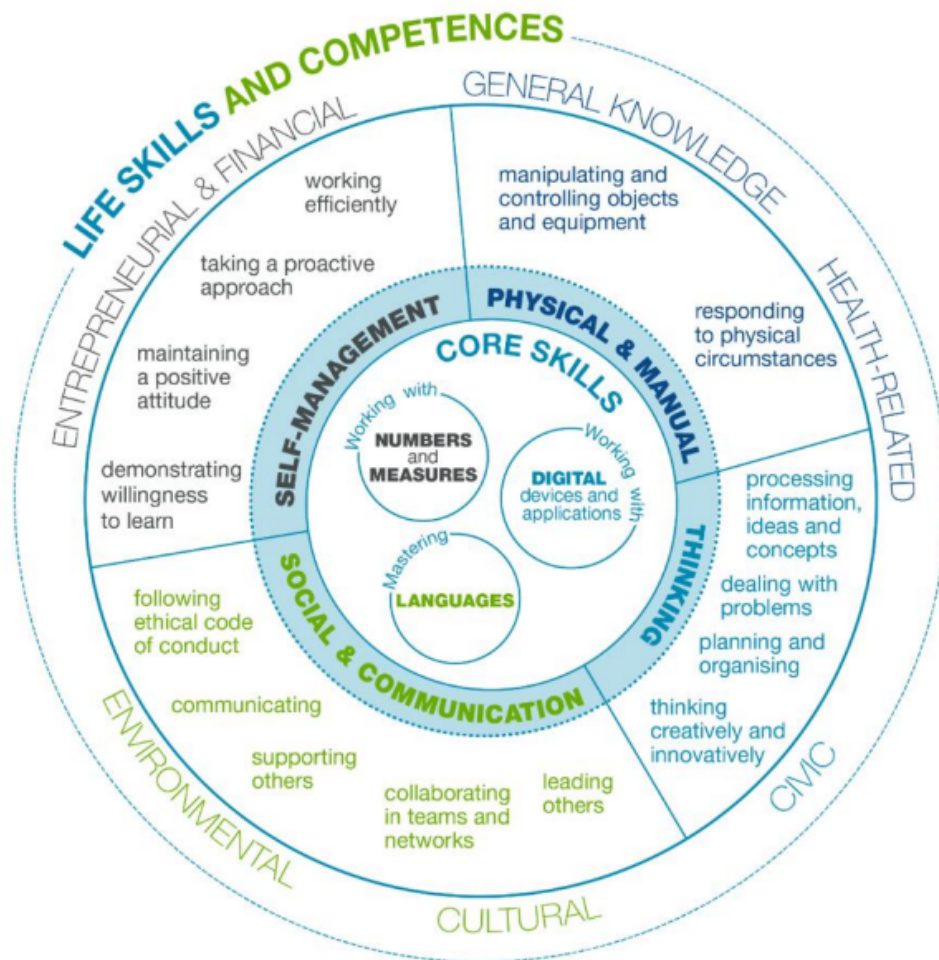 LIFE SKILLS AND COMPETENCES
ENTREPRENEURIAL & FINANCIAL
GENERAL KNOWLEDGE
HEALTH-RELATED
CIVIC
CULTURAL
ENVIRONMENTAL
working
efficiently
taking a proactive
approach
maintaining
a positive
attitude
demonstrating
willingness
to learn
SELF-MANAGEMENT
manipulating and
controlling objects
and equipment
responding
to physical
circumstances
PHYSICAL & MANUAL
processing
information,
ideas and
concepts
dealing with
problems
planning and
organising
thinking
creatively and
innovatively
THINKING
following
ethical code
of conduct
communicating
supporting
others
collaborating
in teams and
networks
leading
others
SOCIAL & COMMUNICATION
CORE SKILLS
Working with
NUMBERS
and
MEASURES
Working with
DIGITAL
devices and
applications
Mastering
LANGUAGES